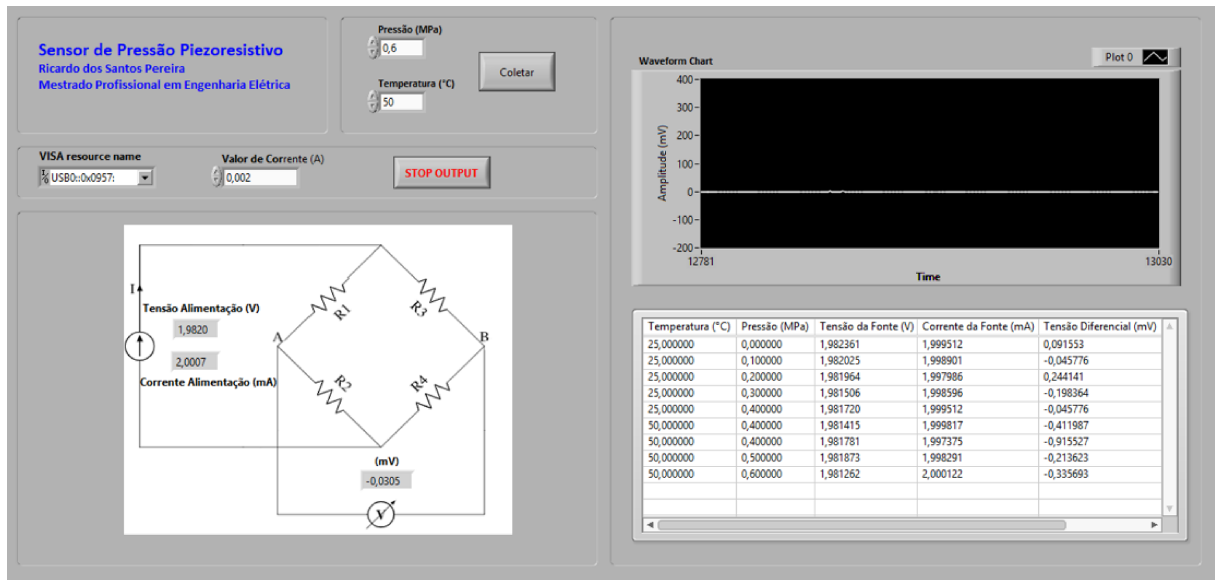 Sensor de Pressão Piezoresistivo
Ricardo dos Santos Pereira
Mestrado Profissional em Engenharia Elétrica
Pressão (MPa)
0,6
Coletar
Temperatura (°C)
50
VISA resource name
USB0::0x0957:
Valor de Corrente (A)
0,002
STOP OUTPUT
I
Tensão Alimentação (V)
1,9820
2,0007
Corrente Alimentação (mA)
R1
R3
A
B
R2
R4
(mV)
-0,0305
V
Waveform Chart
Plot 0
Amplitude (mV)
400
300
200
100
0
-100
-200
12781
13030
Time
Temperatura (°C) Pressão (MPa) Tensão da Fonte (V) Corrente da Fonte (mA) Tensão Diferencial (mV)
25,000000 0,000000 1,982361 1,999512 0,091553
25,000000 0,100000 1,982025 1,998901 -0,045776
25,000000 0,200000 1,981964 1,997986 0,244141
25,000000 0,300000 1,981506 1,998596 -0,198364
25,000000 0,400000 1,981720 1,999512 -0,045776
50,000000 0,400000 1,981415 1,999817 -0,411987
50,000000 0,400000 1,981781 1,997375 -0,915527
50,000000 0,500000 1,981873 1,998291 -0,213623
50,000000 0,600000 1,981262 2,000122 -0,335693